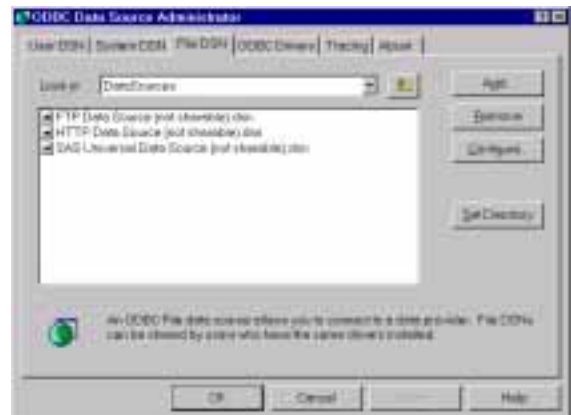 ODBC Data Source Administrator
User DSN System DSN File DSN ODBC Drivers Tracing About
Look in: Data Sources Add...
FTP Data Source (not sharable).dsn Remove
HTTP Data Source (not sharable).dsn
SAS Universal Data Source (not sharable).dsn Configure...
Set Directory
An ODBC File data source allows you to connect to a data provider. File DSNs
can be shared by users who have the same drivers installed.
OK Cancel Help